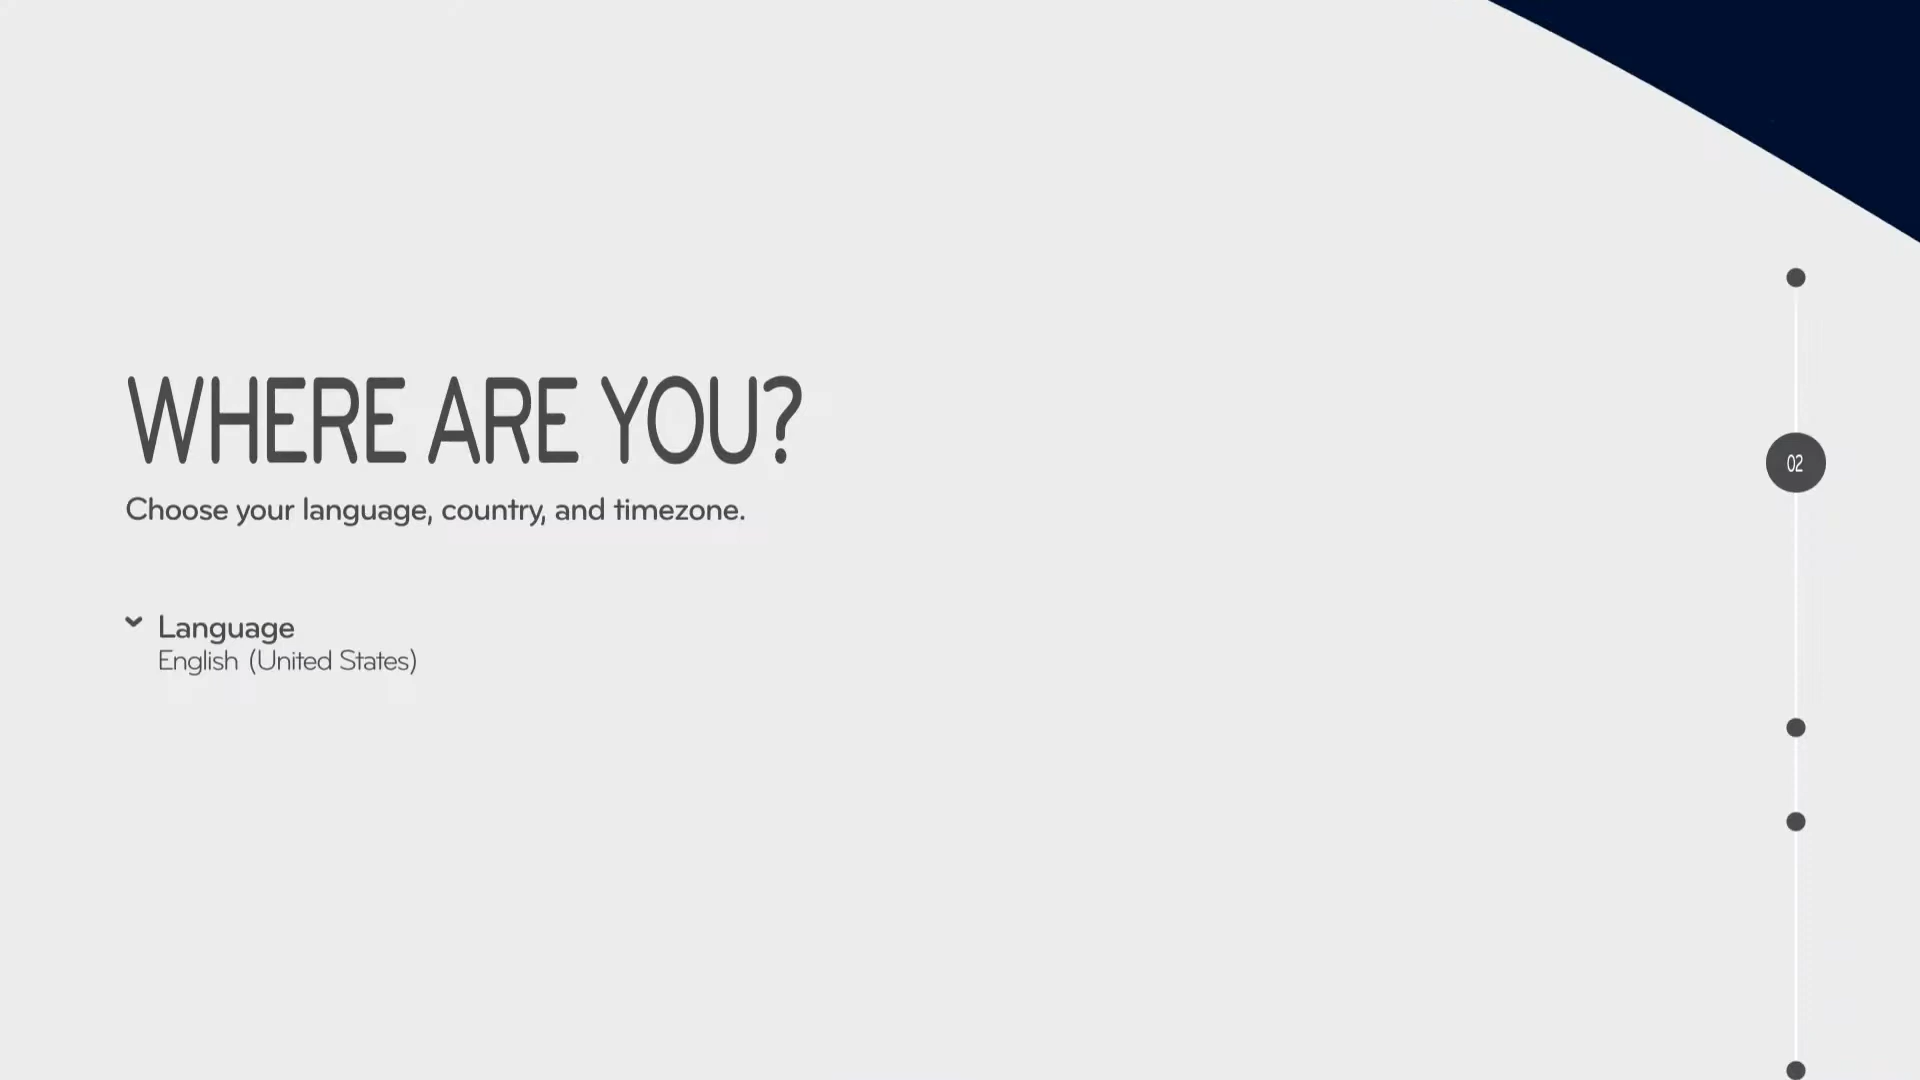 WHERE ARE YOU?
Choose your language, country, and timezone.
Language
English (United States)
02